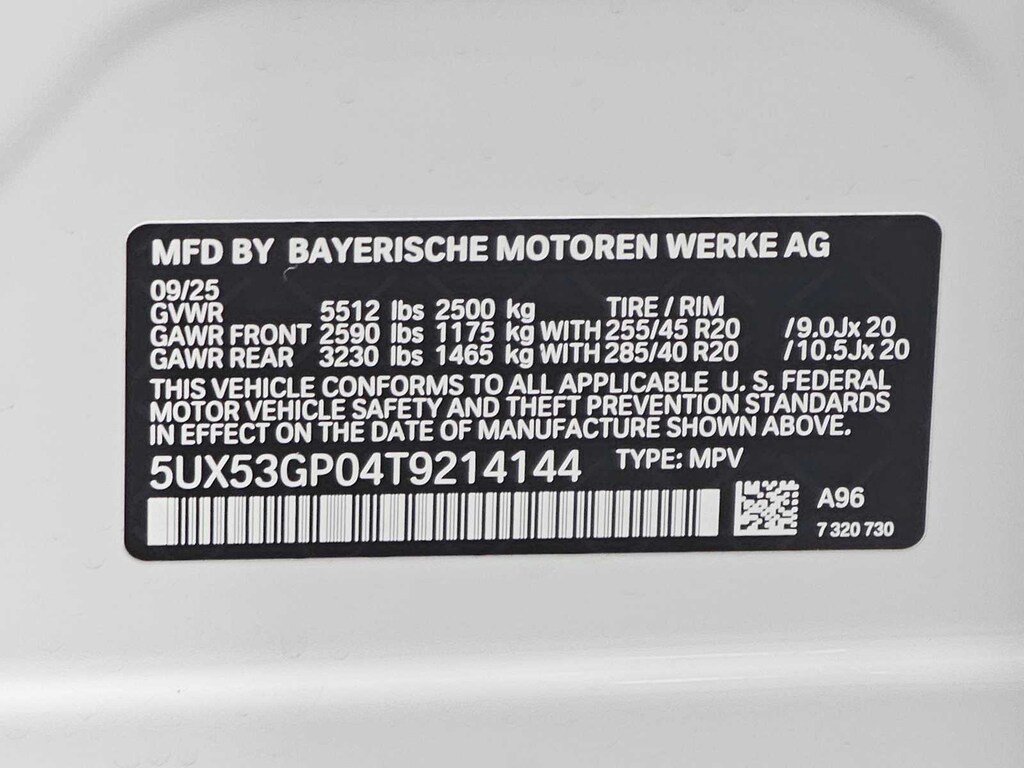 MFD BY BAYERISCHE MOTOREN WERKE AG
09/25
GVWR 5512 lbs 2500 kg TIRE / RIM
GAWR FRONT 2590 lbs 1175 kg WITH 255/45 R20 /9.0Jx 20
GAWR REAR 3230 lbs 1465 kg WITH 285/40 R20 /10.5Jx 20
THIS VEHICLE CONFORMS TO ALL APPLICABLE U. S. FEDERAL
MOTOR VEHICLE SAFETY AND THEFT PREVENTION STANDARDS
IN EFFECT ON THE DATE OF MANUFACTURE SHOWN ABOVE.
5UX53GP04T9214144 TYPE: MPV
A96
7 320 730